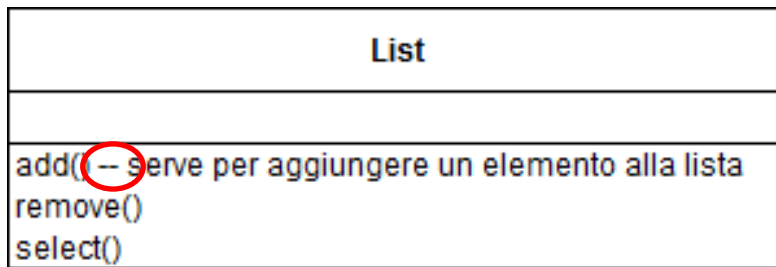 List
add() -- serve per aggiungere un elemento alla lista
remove()
select()